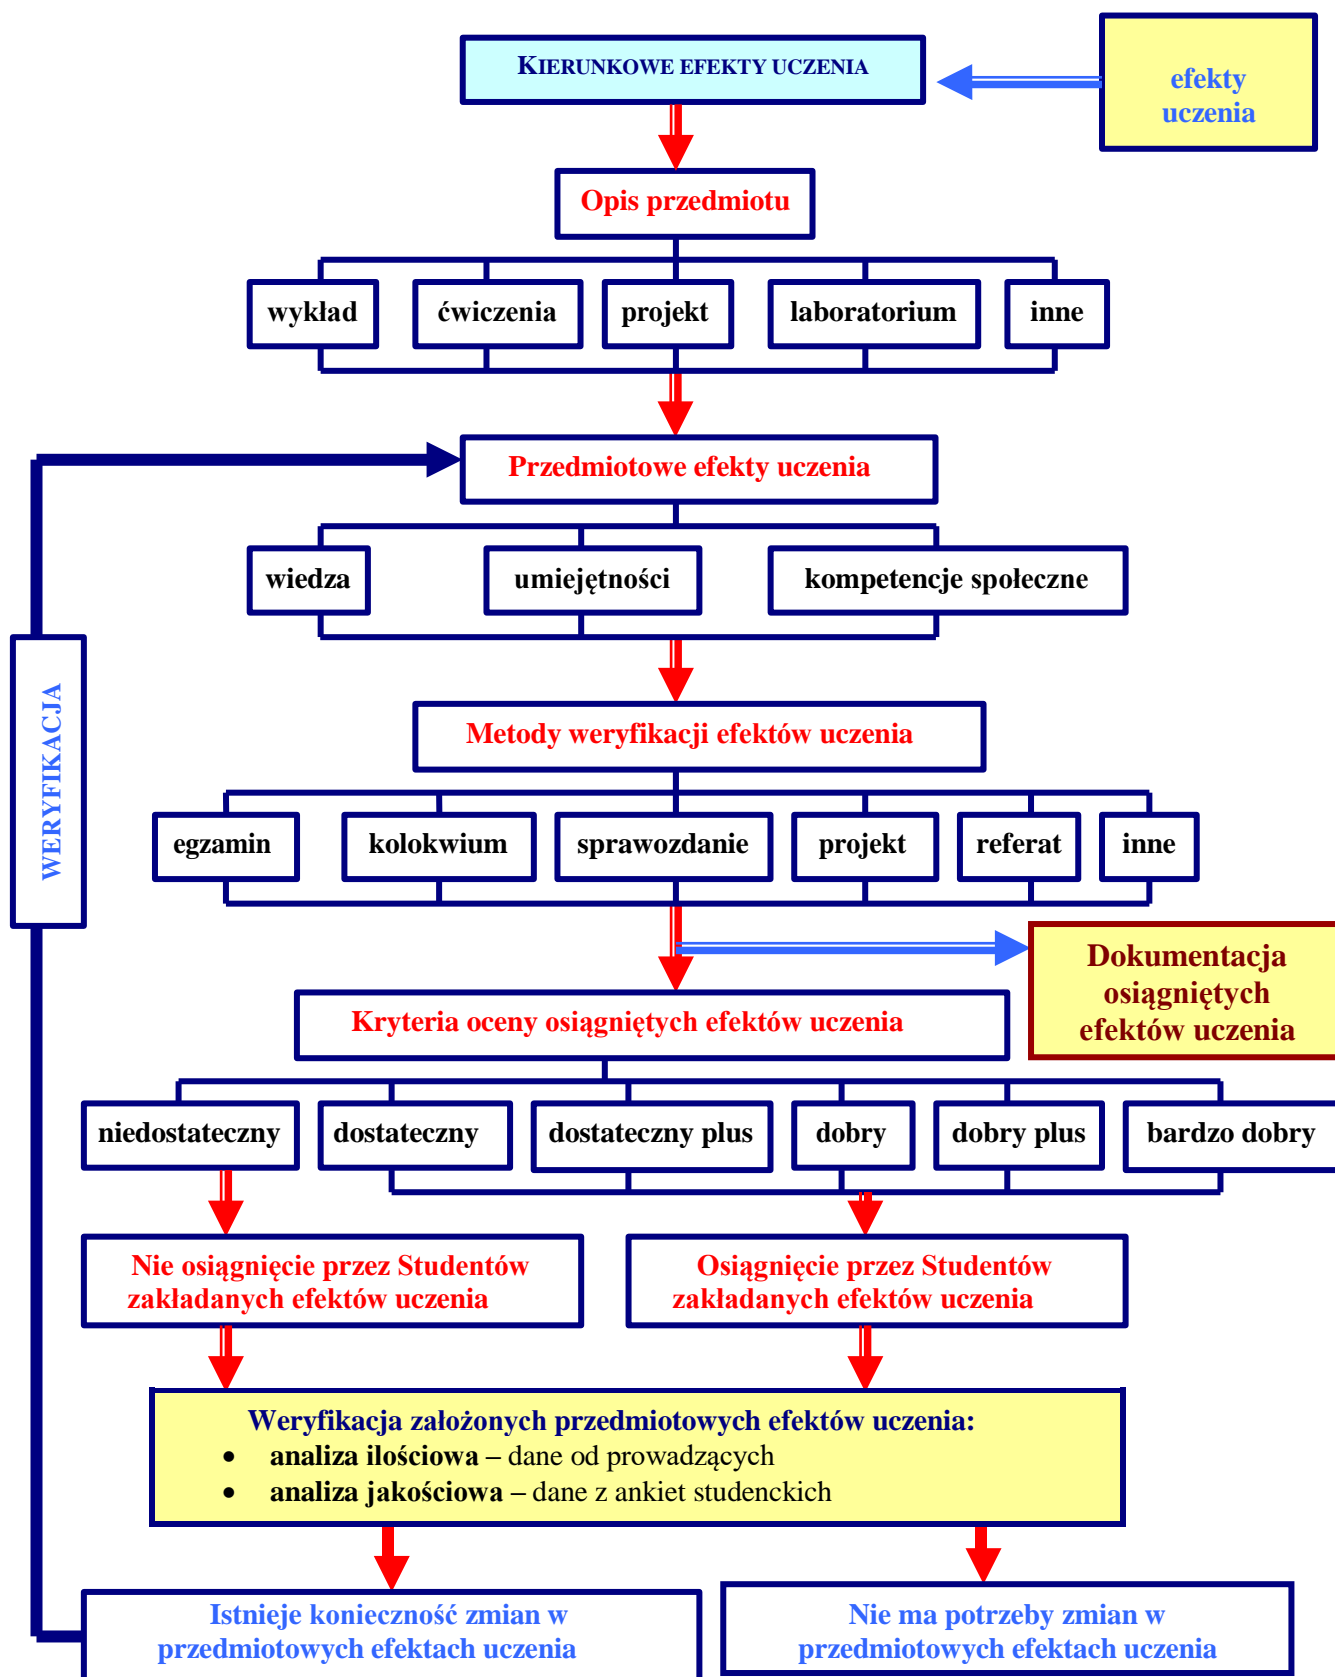 KIERUNKOWE EFEKTY UCZENIA
efekty
uczenia
Opis przedmiotu
wykład
ćwiczenia
projekt
laboratorium
inne
Przedmiotowe efekty uczenia
wiedza
umiejętności
kompetencje społeczne
WERYFIKACJA
Metody weryfikacji efektów uczenia
egzamin
kolokwium
sprawozdanie
projekt
referat
inne
Dokumentacja
osiągniętych
efektów uczenia
Kryteria oceny osiągniętych efektów uczenia
niedostateczny
dostateczny
dostateczny plus
dobry
dobry plus
bardzo dobry
Nie osiągnięcie przez Studentów
zakładanych efektów uczenia
Osiągnięcie przez Studentów
zakładanych efektów uczenia
Weryfikacja założonych przedmiotowych efektów uczenia:
• analiza ilościowa – dane od prowadzących
• analiza jakościowa – dane z ankiet studenckich
Istnieje konieczność zmian w
przedmiotowych efektach uczenia
Nie ma potrzeby zmian w
przedmiotowych efektach uczenia